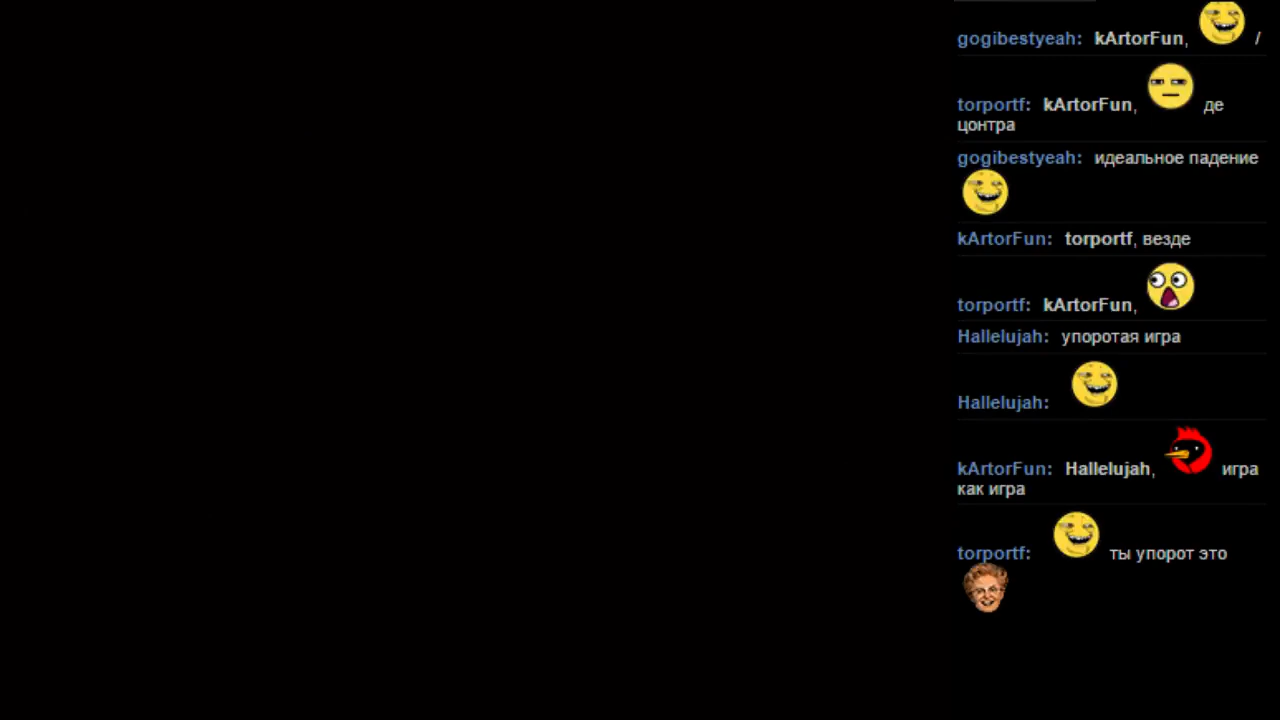 gogibestyeah: kArtorFun, /
torportf: kArtorFun, де
цонтра
gogibestyeah: идеальное падение
kArtorFun: torportf, везде
torportf: kArtorFun,
Hallelujah: упоротая игра
Hallelujah:
kArtorFun: Hallelujah, игра
как игра
torportf: ты упорот это